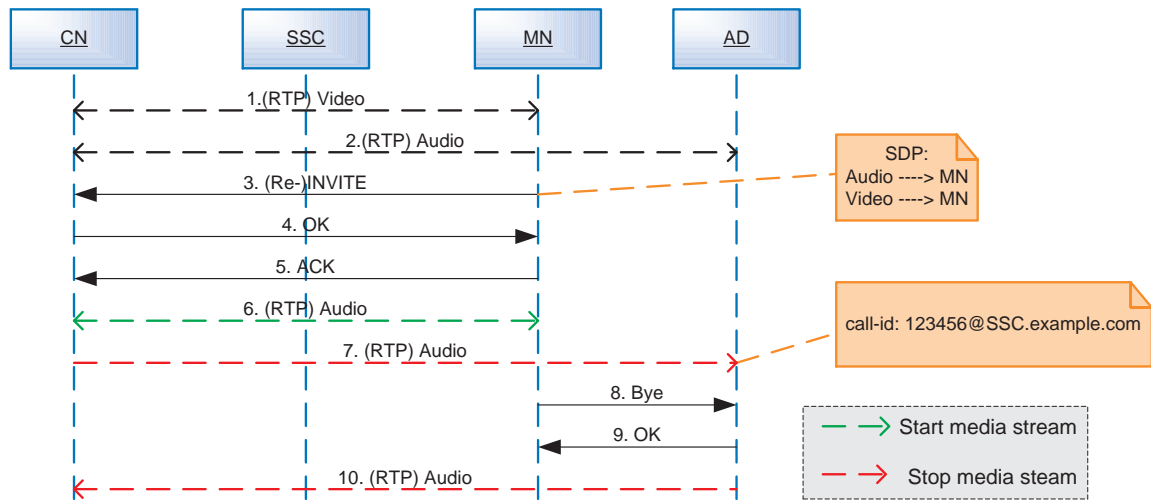 CN
SSC
MN
AD
1.(RTP) Video
2.(RTP) Audio
SDP:
Audio ----> MN
Video ----> MN
3. (Re-)INVITE
4. OK
5. ACK
6. (RTP) Audio
call-id: 123456@SSC.example.com
7. (RTP) Audio
8. Bye
9. OK
Start media stream
Stop media steam
10. (RTP) Audio